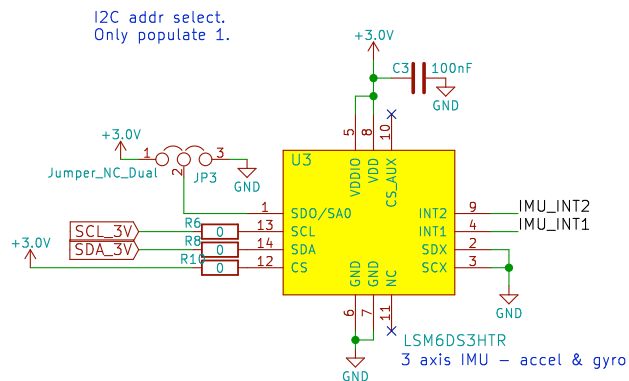 I2C addr select.
Only populate 1.
+3.0V
C3 100nF
GND
5
8
10
+3.0V
1
3
2
Jumper_NC_Dual
JP3
GND
U3
VDDIO
VDD
CS_AUX
1
SDO/SA0
INT2
9
IMU_INT2
SCL_3V
R6
0
13
SCL
INT1
4
IMU_INT1
SDA_3V
R8
0
14
SDA
SDX
2
+3.0V
R10
0
12
CS
SCX
3
GND
GND
NC
GND
6
7
11
LSM6DS3HTR
3 axis IMU – accel & gyro
GND